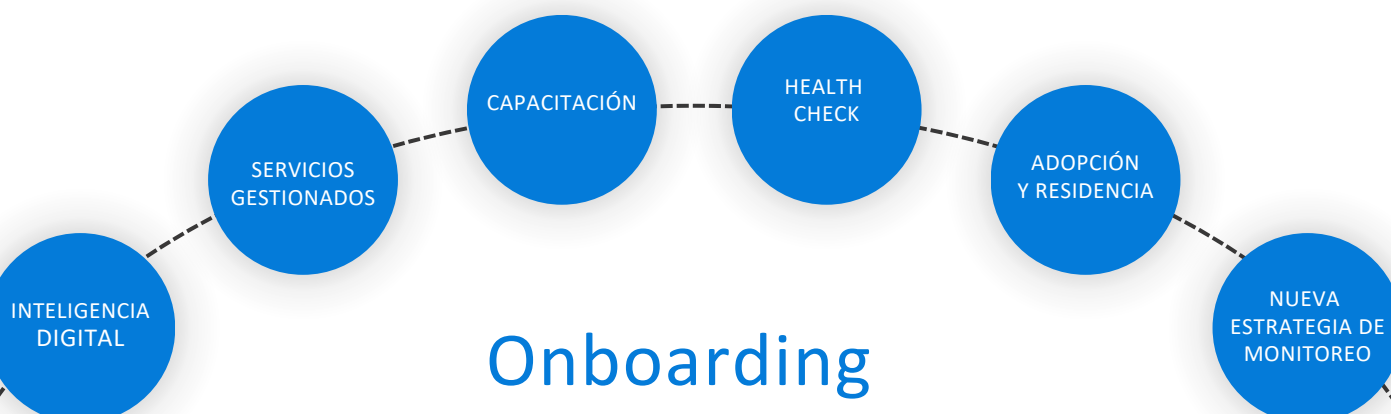 INTELIGENCIA
DIGITAL
SERVICIOS
GESTIONADOS
CAPACITACIÓN
HEALTH
CHECK
ADOPCIÓN
Y RESIDENCIA
NUEVA
ESTRATEGIA DE
MONITOREO
Onboarding